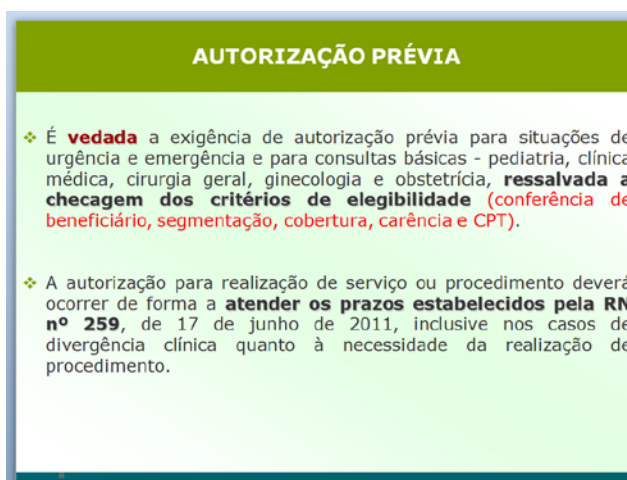 AUTORIZAÇÃO PRÉVIA
É vedada a exigência de autorização prévia para situações de
urgência e emergência e para consultas básicas - pediatria, clínica
médica, cirurgia geral, ginecologia e obstetrícia, ressalvada a
checagem dos critérios de elegibilidade (conferência de
beneficiário, segmentação, cobertura, carência e CPT).
A autorização para realização de serviço ou procedimento deverá
ocorrer de forma a atender os prazos estabelecidos pela RN
nº 259, de 17 de junho de 2011, inclusive nos casos de
divergência clínica quanto à necessidade da realização de
procedimento.